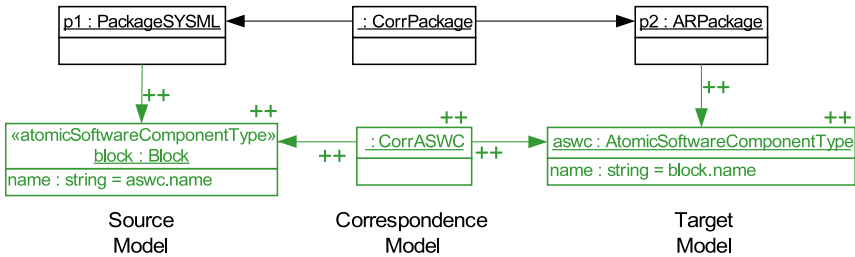 p1 : PackageSYSML
: CorrPackage
p2 : ARPackage
++
++
++
++
++
«atomicSoftwareComponentType»
block : Block
name : string = aswc.name
++
: CorrASWC
++
aswc : AtomicSoftwareComponentType
name : string = block.name
Source
Model
Correspondence
Model
Target
Model